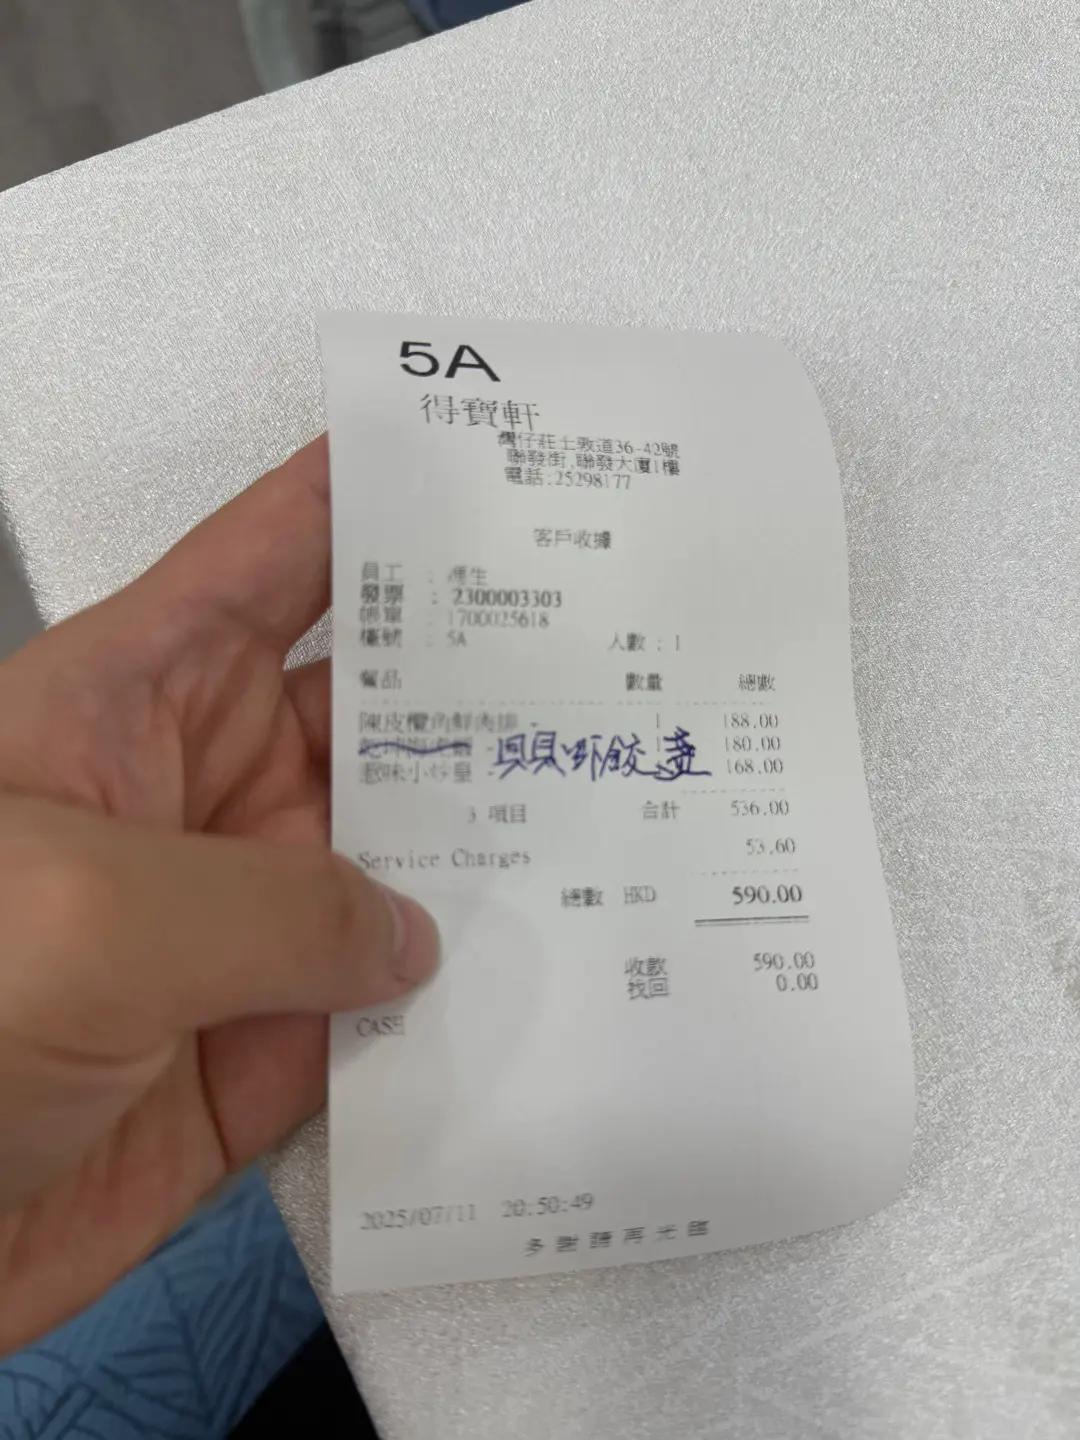 5A
得寶軒
灣仔莊士敦道36-42號
聯發街,聯發大廈1樓
電話:25298177
客戶收據
員工 : 生
發票 : 2300003303
帳單 : 1700025618
檯號 : 5A 人數 : 1
餐品 數量 總數
陳皮欖角鮮肉排 - 1 188.00
1 180.00
貝貝蝦餃盞
小炒皇 - 168.00
3 項目 合計 536.00
Service Charges 53.60
總數 HKD 590.00
收款 590.00
找回 0.00
CASH
2025/07/11 20:50:49
多謝請再光臨